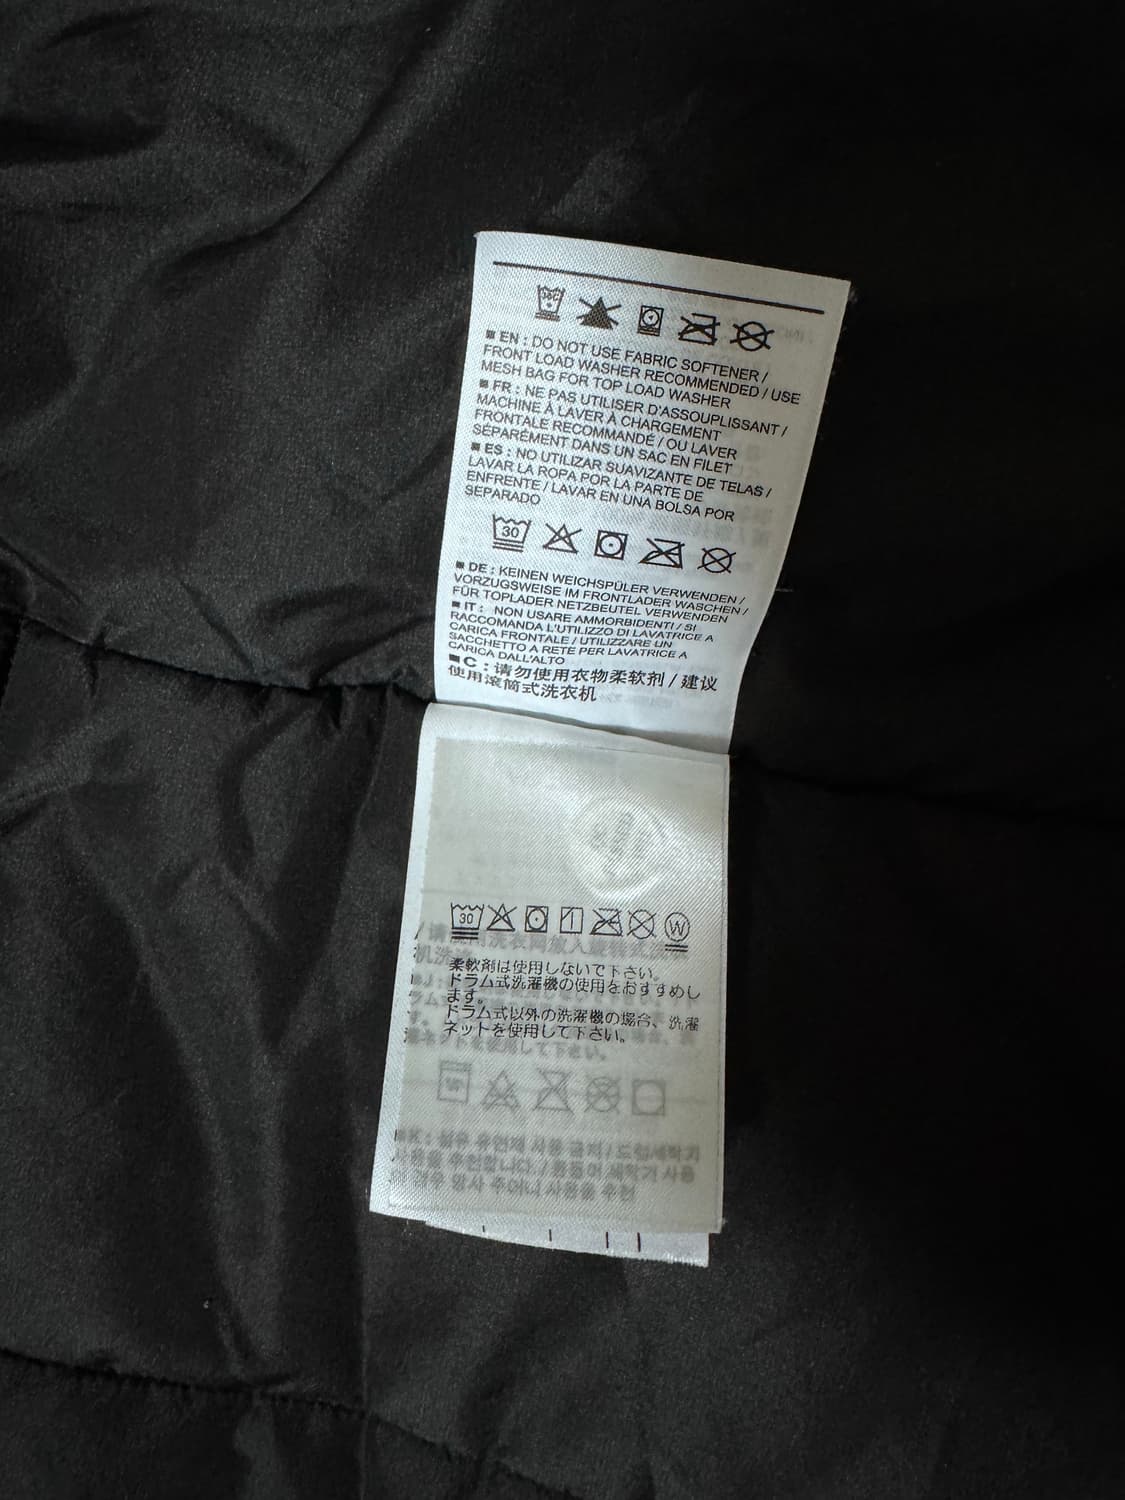 ■ EN : DO NOT USE FABRIC SOFTENER /
FRONT LOAD WASHER RECOMMENDED / USE
MESH BAG FOR TOP LOAD WASHER
■ FR : NE PAS UTILISER D'ASSOUPLISSANT /
MACHINE À LAVER À CHARGEMENT
FRONTALE RECOMMANDÉ / OU LAVER
SÉPARÉMENT DANS UN SAC EN FILET
■ ES : NO UTILIZAR SUAVIZANTE DE TELAS /
LAVAR LA ROPA POR LA PARTE DE
ENFRENTE / LAVAR EN UNA BOLSA POR
SEPARADO
30
■ DE : KEINEN WEICHSPÜLER VERWENDEN /
VORZUGSWEISE IM FRONTLADER WASCHEN /
FÜR TOPLADER NETZBEUTEL VERWENDEN
■ IT : NON USARE AMMORBIDENTI / SI
RACCOMANDA L'UTILIZZO DI LAVATRICE A
CARICA FRONTALE / UTILIZZARE UN
SACCHETTO A RETE PER LAVATRICE A
CARICA DALL'ALTO
■ C : 请勿使用衣物柔软剂 / 建议
使用滚筒式洗衣机
30 W
柔軟剤は使用しないで下さい。
ドラム式洗濯機の使用をおすすめし
ます。
ドラム式以外の洗濯機の場合、洗濯
ネットを使用して下さい。